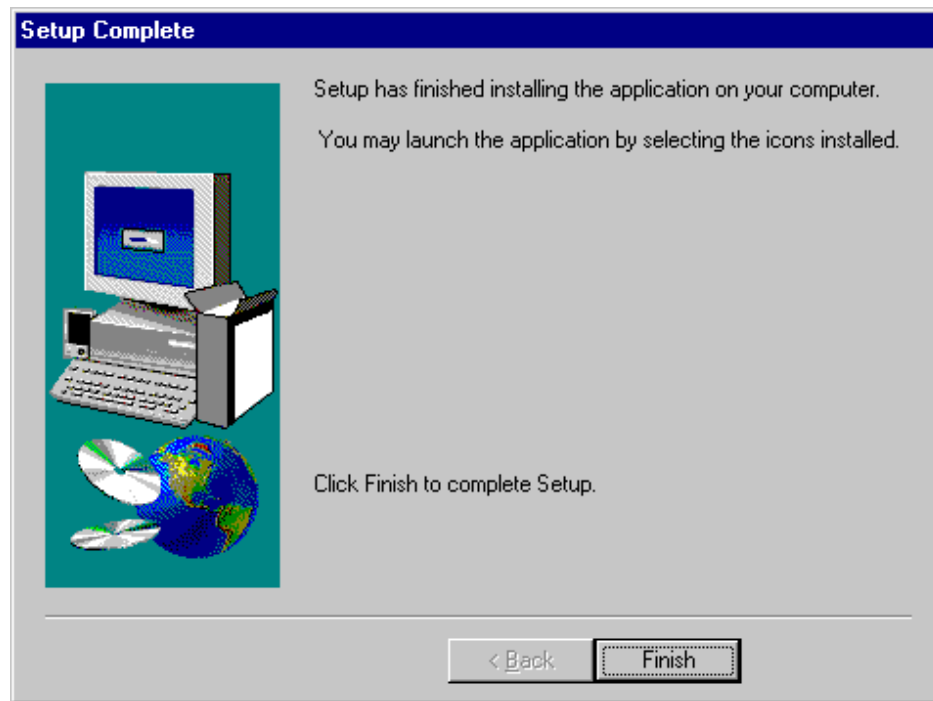 Setup Complete
Setup has finished installing the application on your computer.
You may launch the application by selecting the icons installed.
Click Finish to complete Setup.
< Back
Finish